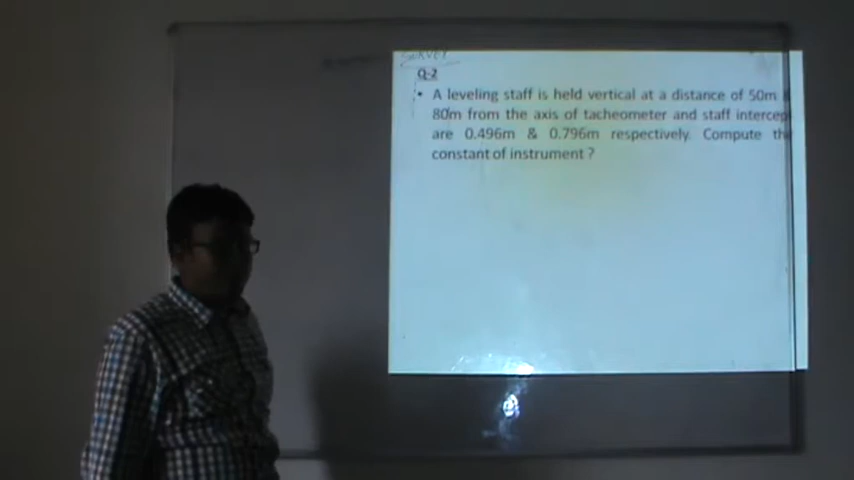 SURVEY
Q-2
• A leveling staff is held vertical at a distance of 50m &
80m from the axis of tacheometer and staff intercep
are 0.496m & 0.796m respectively. Compute th
constant of instrument ?